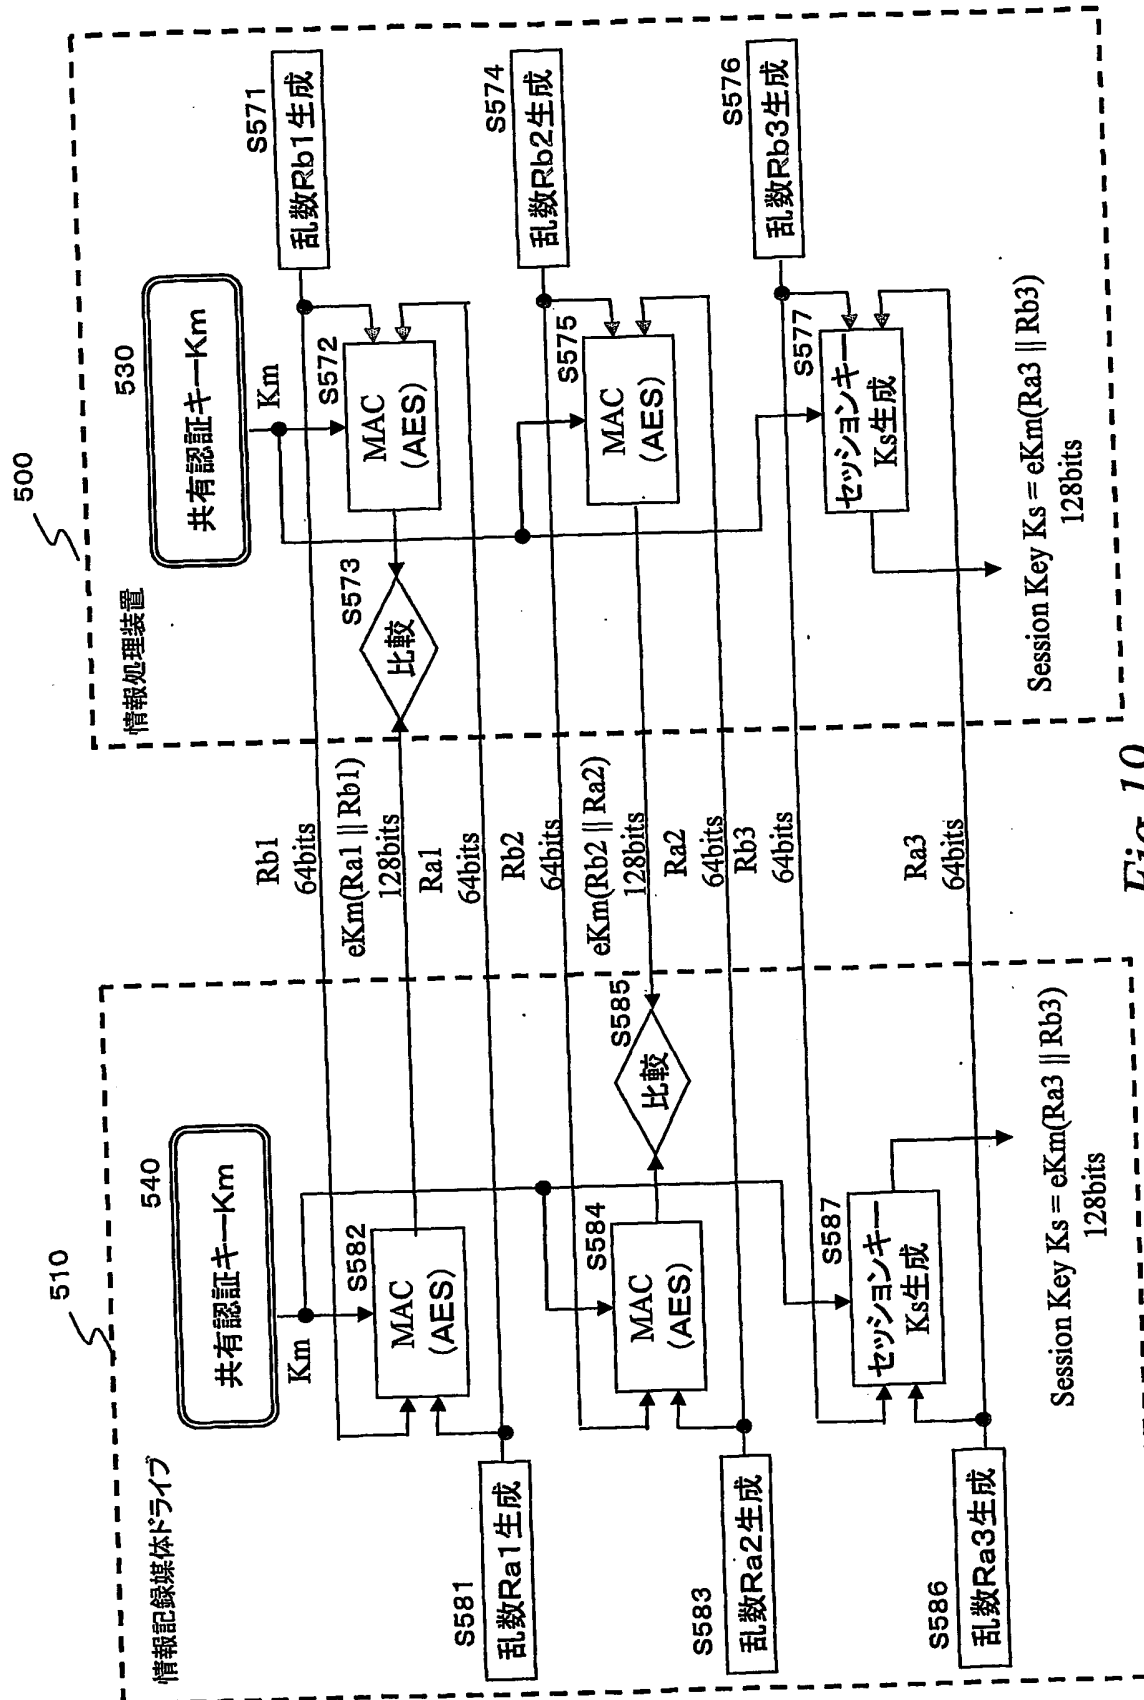 510
500
情報記録媒体ドライブ
情報処理装置
540
530
共有認証キーKm
共有認証キーKm
Km
Km
Rb1
64bits
S571
乱数Rb1生成
S582
MAC
(AES)
eKm(Ra1 || Rb1)
128bits
S573
比較
S572
MAC
(AES)
S581
乱数Ra1生成
Ra1
64bits
Rb2
64bits
S574
乱数Rb2生成
S584
MAC
(AES)
S585
比較
eKm(Rb2 || Ra2)
128bits
S575
MAC
(AES)
S583
乱数Ra2生成
Ra2
64bits
Rb3
64bits
S576
乱数Rb3生成
S587
セッションキー
Ks生成
S577
セッションキー
Ks生成
S586
乱数Ra3生成
Ra3
64bits
Session Key Ks = eKm(Ra3 || Rb3)
128bits
Session Key Ks = eKm(Ra3 || Rb3)
128bits
Fig. 19